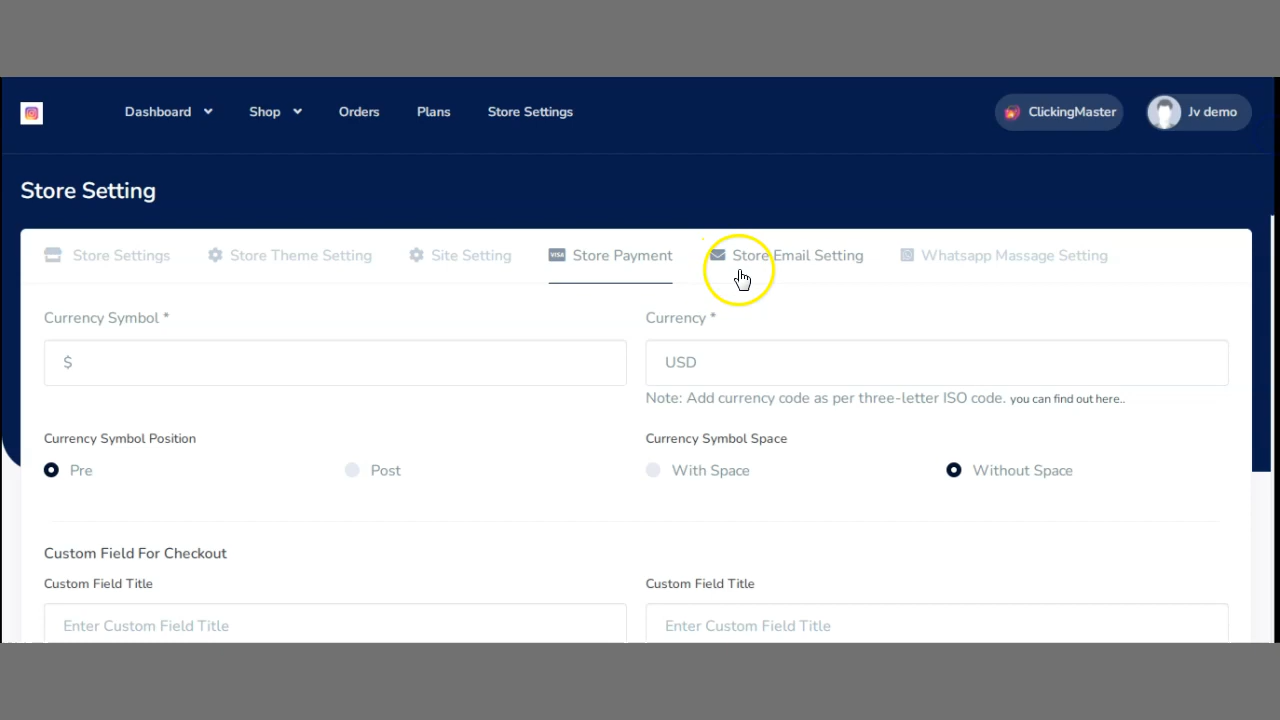 Dashboard Shop Orders Plans Store Settings ClickingMaster Jv demo
Store Setting
Store Settings Store Theme Setting Site Setting VISA Store Payment Store Email Setting Whatsapp Massage Setting
Currency Symbol * Currency *
$ USD
Note: Add currency code as per three-letter ISO code. you can find out here..
Currency Symbol Position Currency Symbol Space
Pre Post With Space Without Space
Custom Field For Checkout
Custom Field Title Custom Field Title
Enter Custom Field Title Enter Custom Field Title